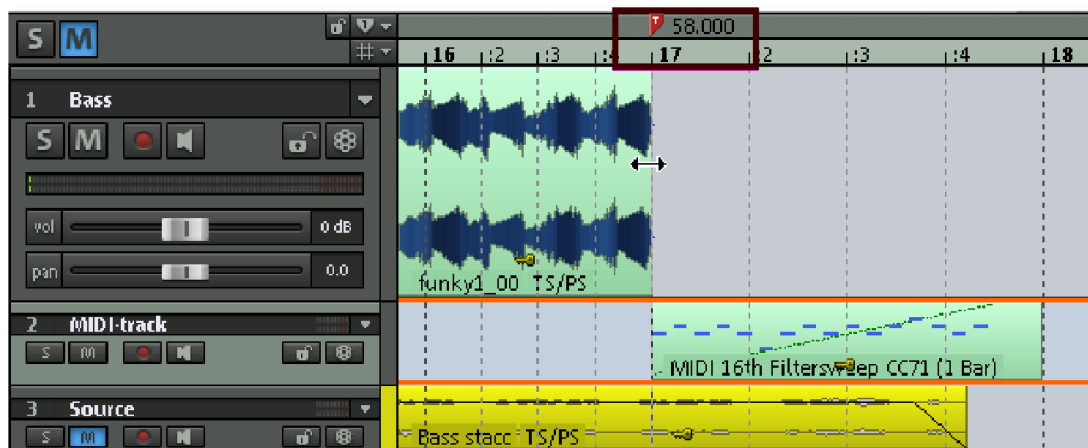 S M
T 58.000
16 :2 :3 :4 17 :2 :3 :4 18
1 Bass
S M
vol 0 dB
pan 0.0
funky1_00 TS/PS
2 MIDI-track
S M
MIDI 16th Filtersweep CC71 (1 Bar)
3 Source
S M
Bass stacc TS/PS